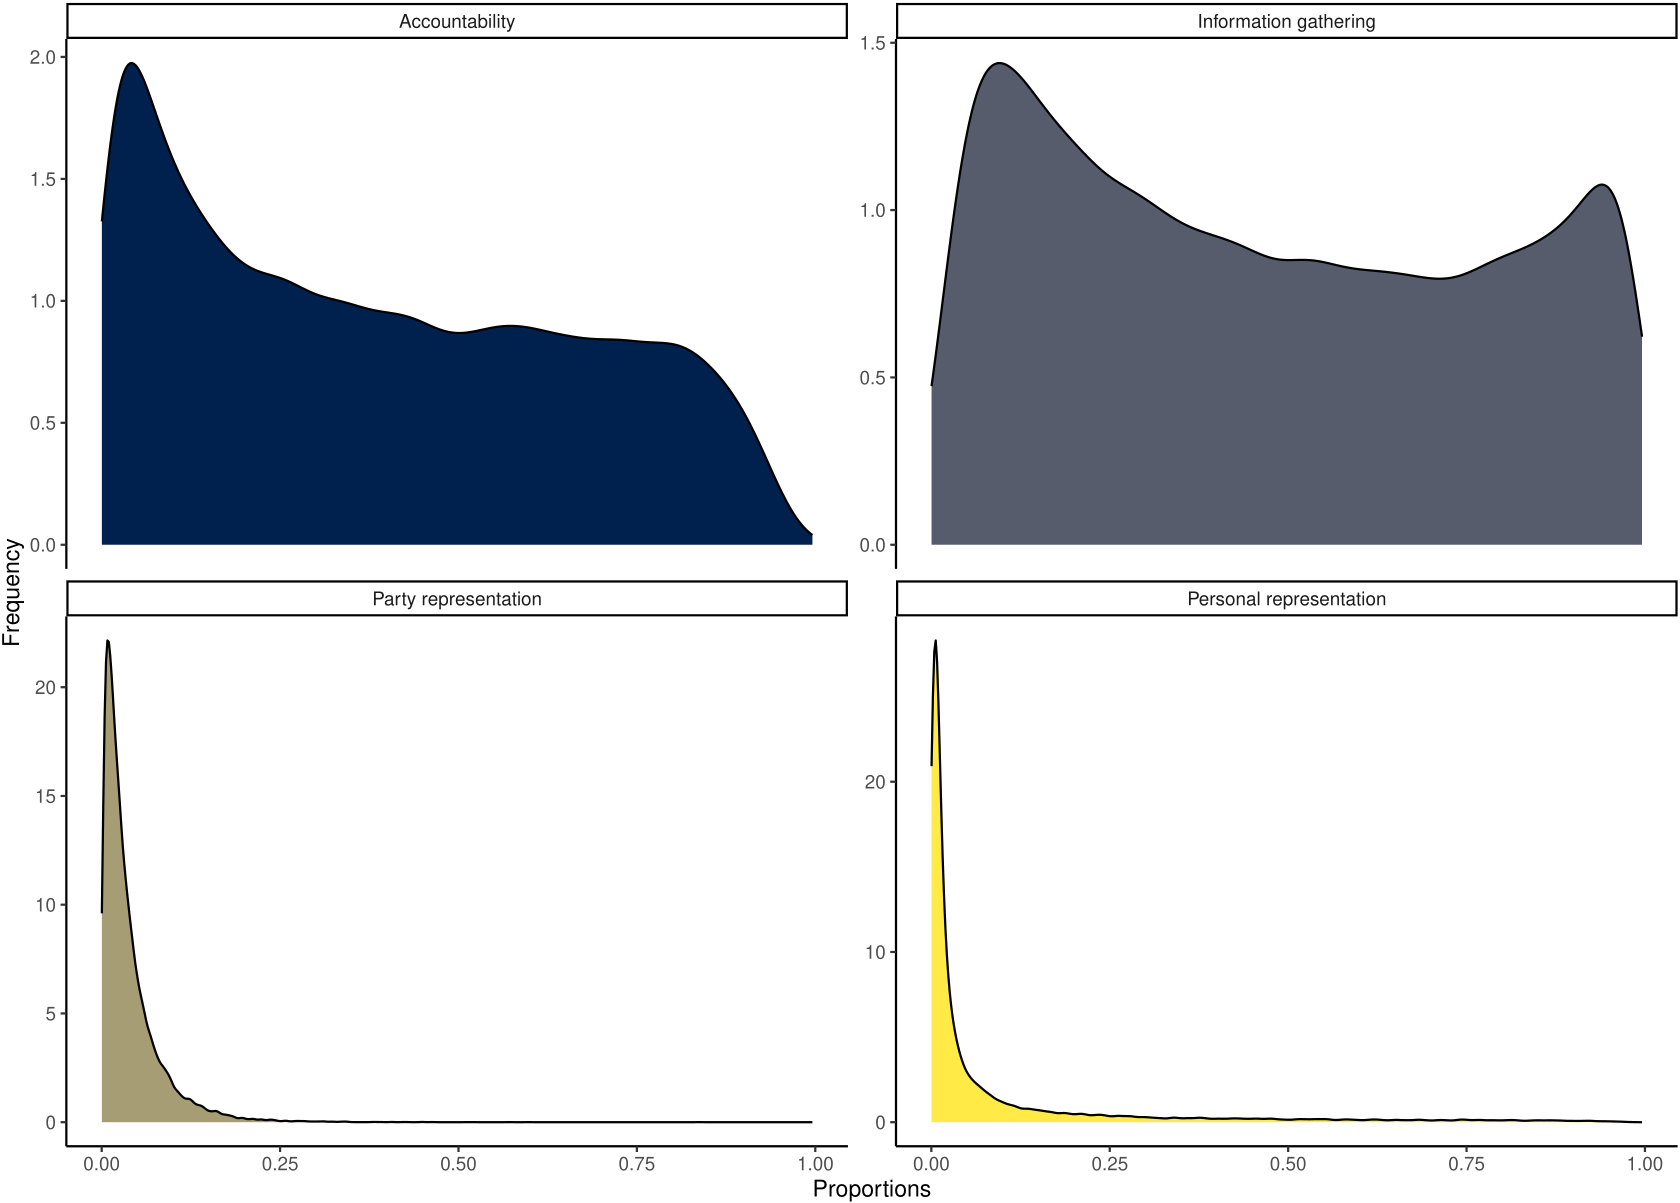 Accountability
Information gathering
2.0
1.5
1.0
0.5
0.0
1.5
1.0
0.5
0.0
Frequency
Party representation
Personal representation
20
15
10
5
0
20
10
0
0.00 0.25 0.50 0.75 1.00
0.00 0.25 0.50 0.75 1.00
Proportions